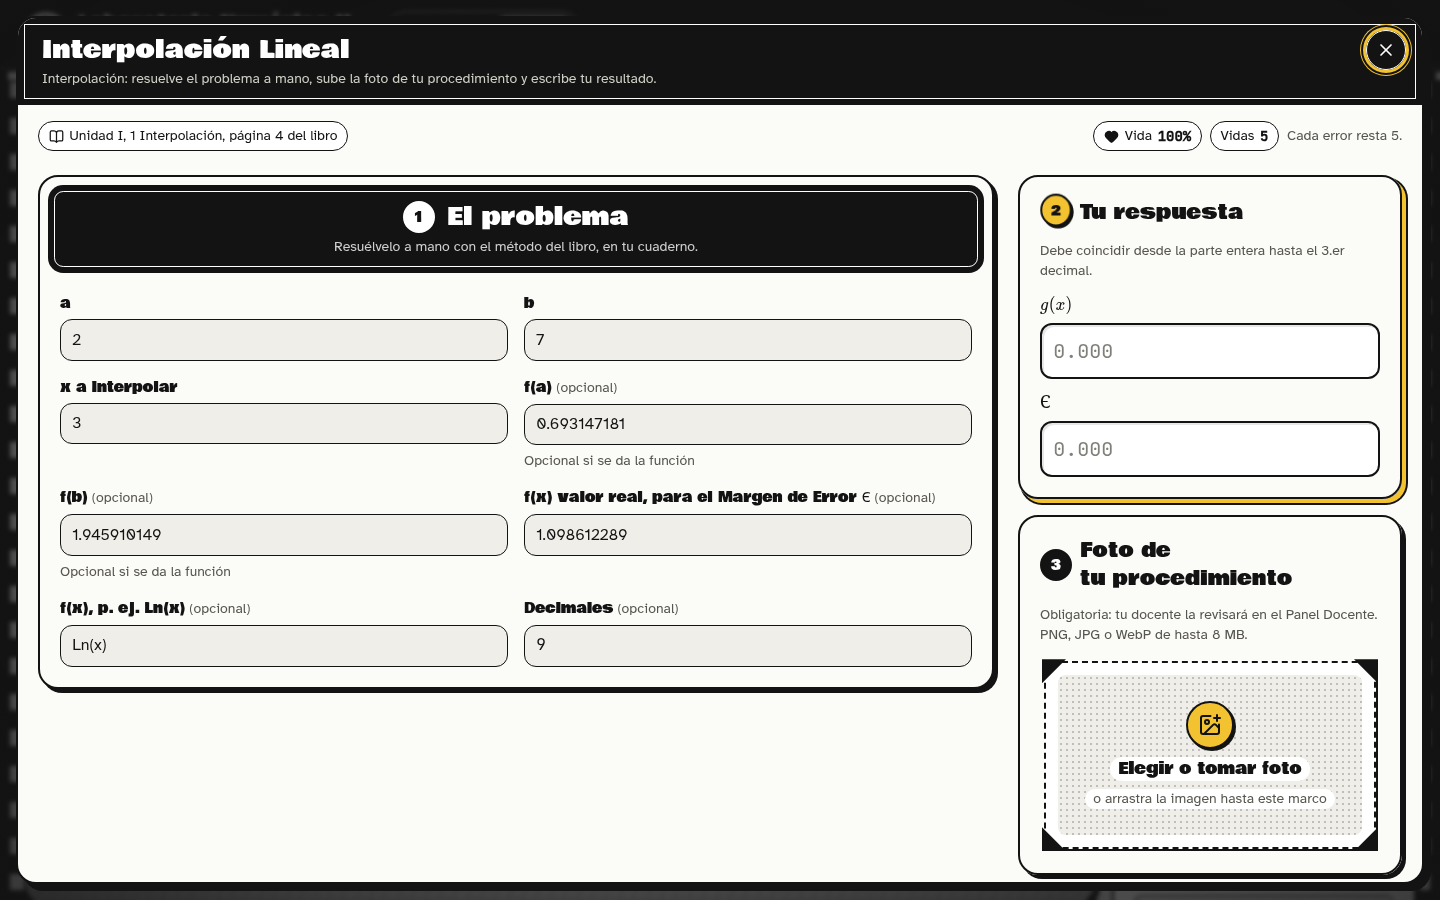 Interpolación Lineal
Interpolación: resuelve el problema a mano, sube la foto de tu procedimiento y escribe tu resultado.
Unidad I, 1 Interpolación, página 4 del libro
Vida 100%
Vidas 5
Cada error resta 5.
1 El problema
Resuélvelo a mano con el método del libro, en tu cuaderno.
a
2
b
7
x a Interpolar
3
f(a) (opcional)
0.693147181
Opcional si se da la función
f(b) (opcional)
1.945910149
Opcional si se da la función
f(x) valor real, para el Margen de Error Є (opcional)
1.098612289
f(x), p. ej. Ln(x) (opcional)
Ln(x)
Decimales (opcional)
9
2 Tu respuesta
Debe coincidir desde la parte entera hasta el 3.er
decimal.
g(x)
0.000
Є
0.000
3 Foto de
tu procedimiento
Obligatoria: tu docente la revisará en el Panel Docente.
PNG, JPG o WebP de hasta 8 MB.
Elegir o tomar foto
o arrastra la imagen hasta este marco